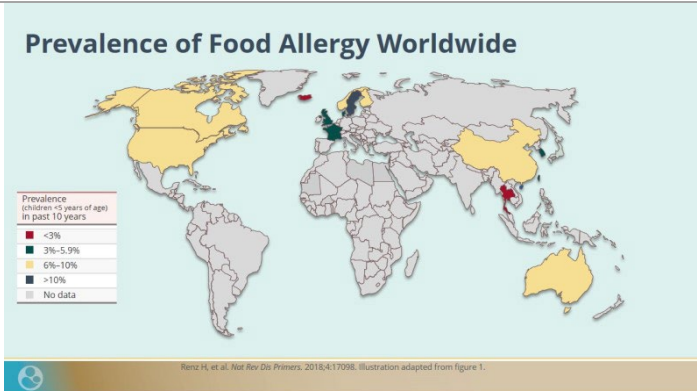 Prevalence of Food Allergy Worldwide
Prevalence
(children <5 years of age)
in past 10 years
<3%
3%–5.9%
6%–10%
>10%
No data
Renz H, et al. Nat Rev Dis Primers. 2018;4:17098. Illustration adapted from figure 1.